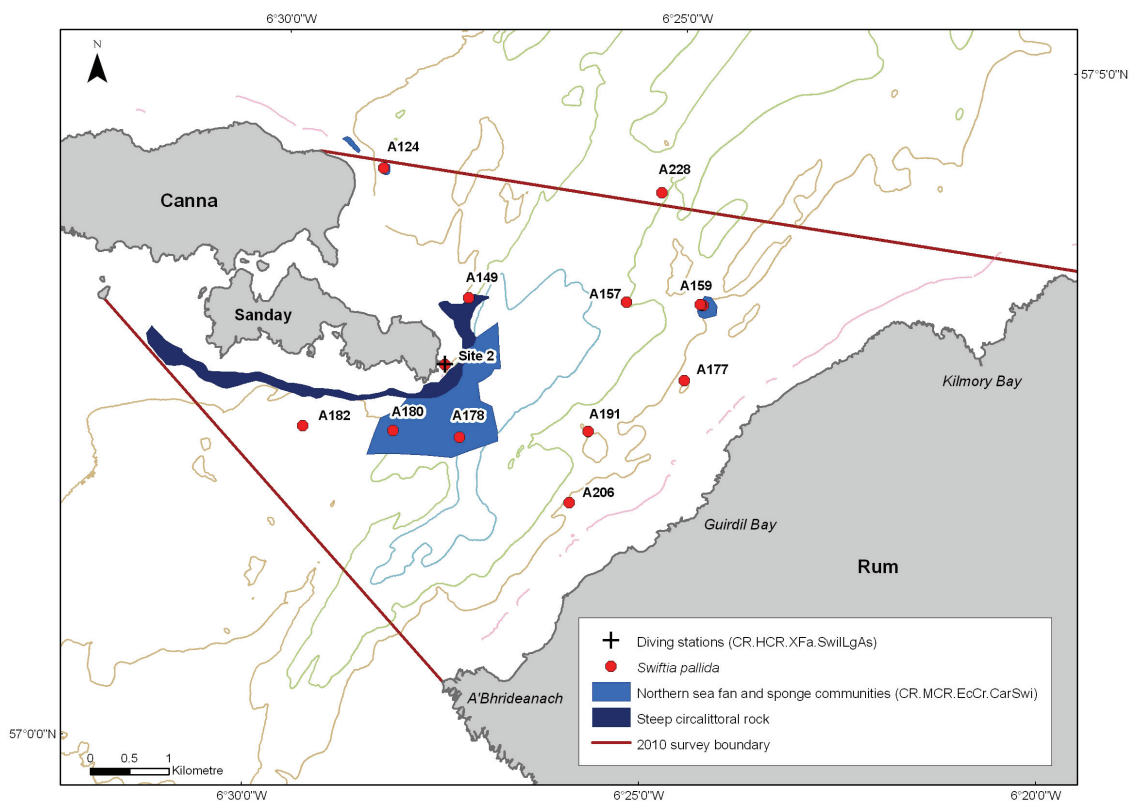 6°30'0"W
6°25'0"W
N
57°5'0"N
A124
A228
Canna
A149
A157
A159
Sanday
Site 2
A177
Kilmory Bay
A182
A180
A178
A191
A206
Guirdil Bay
Rum
Diving stations (CR.HCR.XFa.SwiLgAs)
Swiftia pallida
A'Bhrideanach
Northern sea fan and sponge communities (CR.MCR.EcCr.CarSwi)
Steep circalittoral rock
57°0'0"N
2010 survey boundary
0 0.5 1
Kilometre
6°30'0"W
6°25'0"W
6°20'0"W